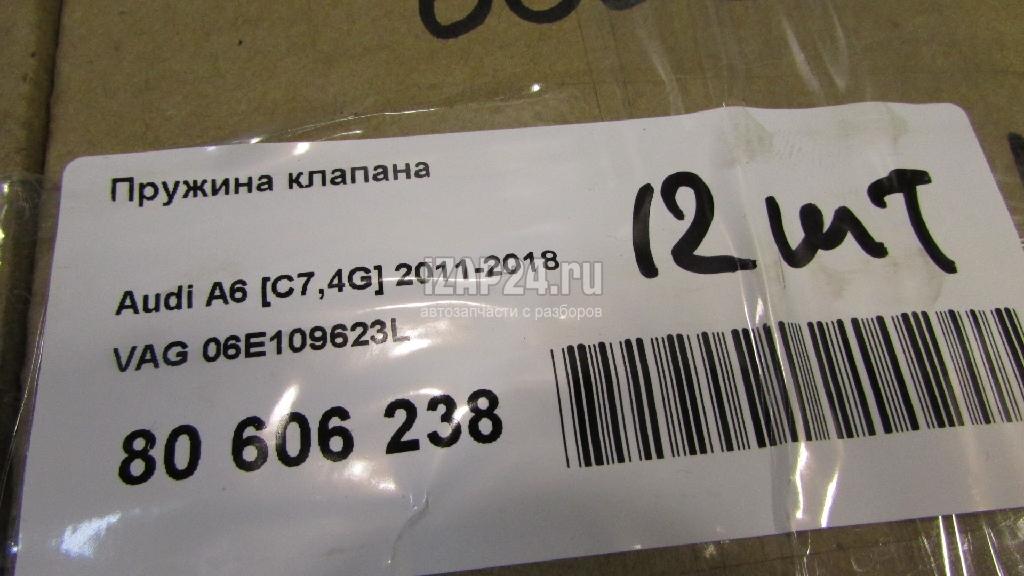 Пружина клапана
12 шт
Audi A6 [C7,4G] 2011-2018
iZAP24.ru
автозапчасти с разборов
VAG 06E109623L
80 606 238